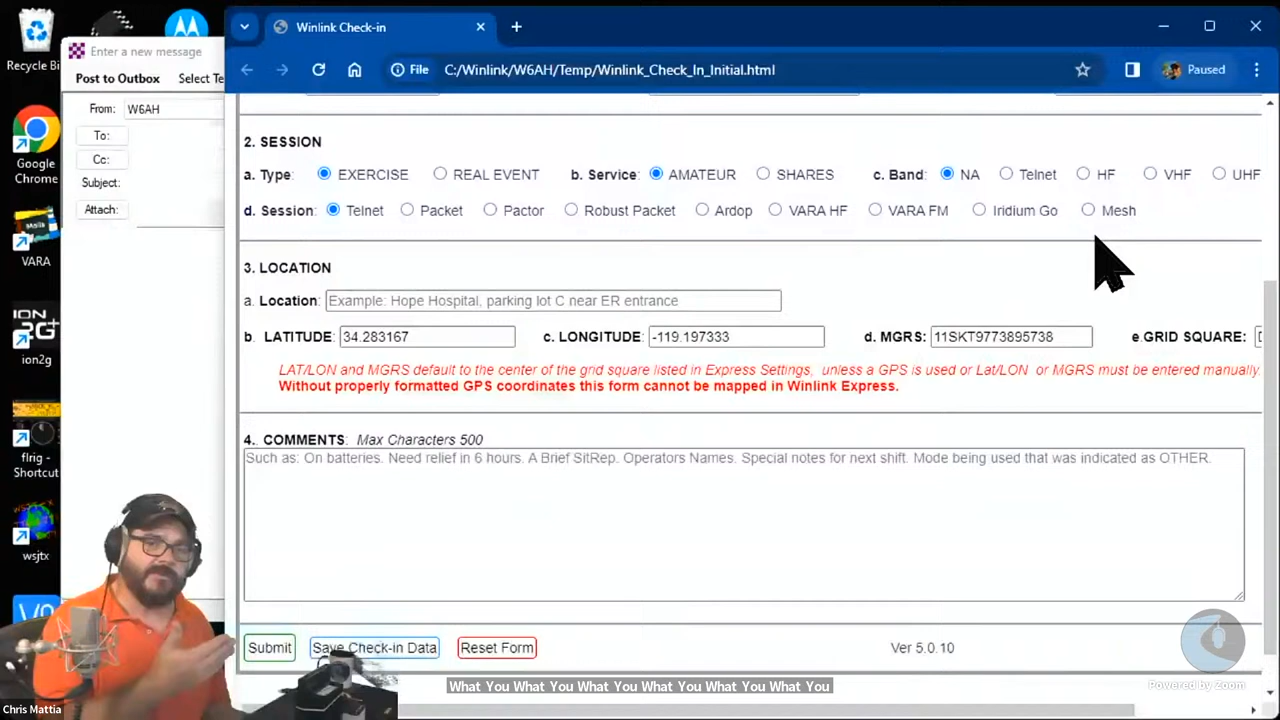 Recycle Bi
Google
Chrome
VARA
ION
2G+
ion2g
flrig -
Shortcut
wsjtx
Enter a new message
Post to Outbox Select Te
From: W6AH
To:
Cc:
Subject:
Attach:
Winlink Check-in
File C:/Winlink/W6AH/Temp/Winlink_Check_In_Initial.html
Paused
2. SESSION
a. Type: EXERCISE REAL EVENT b. Service: AMATEUR SHARES c. Band: NA Telnet HF VHF UHF
d. Session: Telnet Packet Pactor Robust Packet Ardop VARA HF VARA FM Iridium Go Mesh
3. LOCATION
a. Location: Example: Hope Hospital, parking lot C near ER entrance
b. LATITUDE: 34.283167 c. LONGITUDE: -119.197333 d. MGRS: 11SKT9773895738 e.GRID SQUARE:
LAT/LON and MGRS default to the center of the grid square listed in Express Settings, unless a GPS is used or Lat/LON or MGRS must be entered manually.
Without properly formatted GPS coordinates this form cannot be mapped in Winlink Express.
4. COMMENTS: Max Characters 500
Such as: On batteries. Need relief in 6 hours. A Brief SitRep. Operators Names. Special notes for next shift. Mode being used that was indicated as OTHER.
Submit Save Check-in Data Reset Form Ver 5.0.10
What You What You What You What You What You What You
Powered by Zoom
Chris Mattia